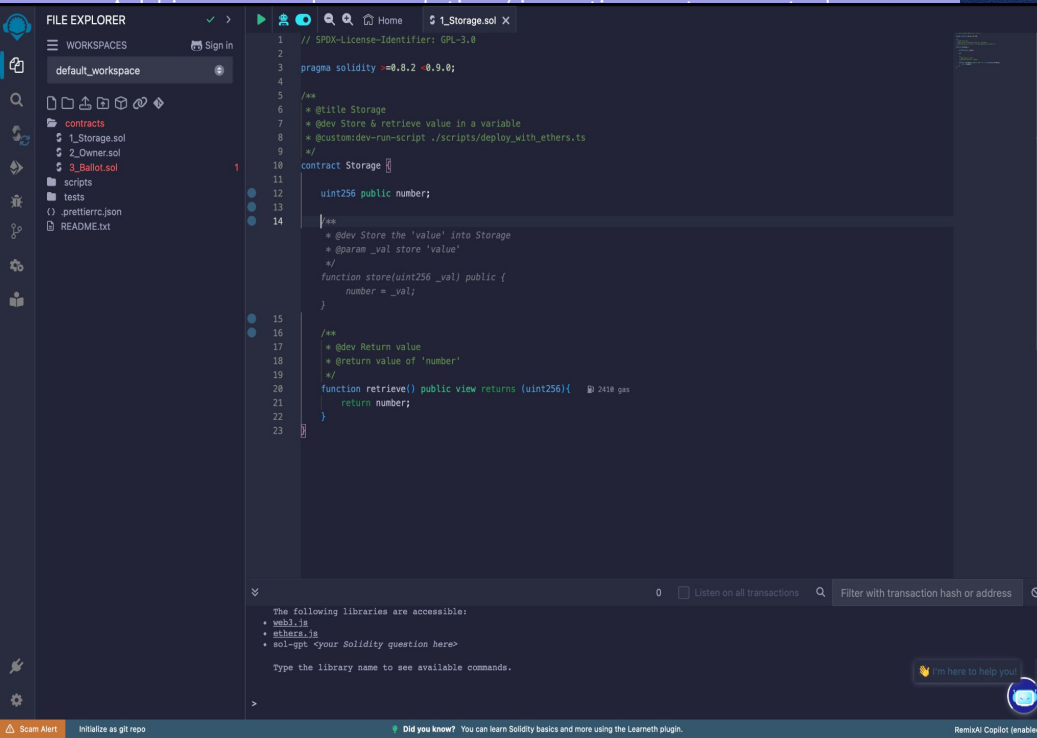 FILE EXPLORER
WORKSPACES
Sign in
default_workspace
contracts
1_Storage.sol
2_Owner.sol
3_Ballot.sol 1
scripts
tests
.prettierrc.json
README.txt
Home
1_Storage.sol
1 // SPDX-License-Identifier: GPL-3.0
2
3 pragma solidity >=0.8.2 <0.9.0;
4
5 /**
6 * @title Storage
7 * @dev Store & retrieve value in a variable
8 * @custom:dev-run-script ./scripts/deploy_with_ethers.ts
9 */
10 contract Storage {
11
12 uint256 public number;
13
14 /**
* @dev Store the 'value' into Storage
* @param _val store 'value'
*/
function store(uint256 _val) public {
number = _val;
}
15
16 /**
17 * @dev Return value
18 * @return value of 'number'
19 */
20 function retrieve() public view returns (uint256){ 2410 gas
21 return number;
22 }
23 }
0 Listen on all transactions Filter with transaction hash or address
The following libraries are accessible:
• web3.js
• ethers.js
• sol-gpt <your Solidity question here>
Type the library name to see available commands.
>
I'm here to help you!
Scam Alert Initialize as git repo Did you know? You can learn Solidity basics and more using the Learneth plugin. RemixAI Copilot (enable